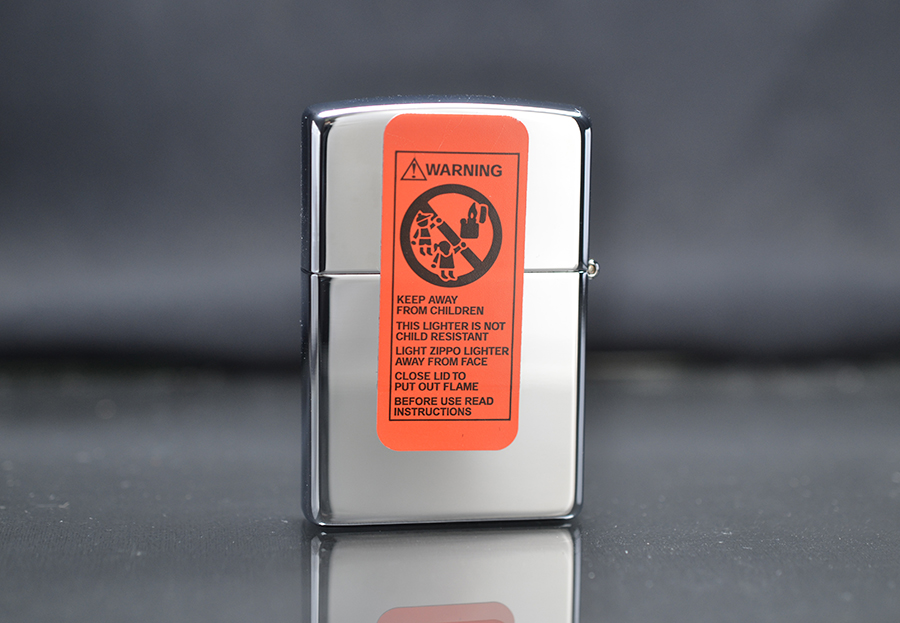 WARNING
KEEP AWAY
FROM CHILDREN
THIS LIGHTER IS NOT
CHILD RESISTANT
LIGHT ZIPPO LIGHTER
AWAY FROM FACE
CLOSE LID TO
PUT OUT FLAME
BEFORE USE READ
INSTRUCTIONS